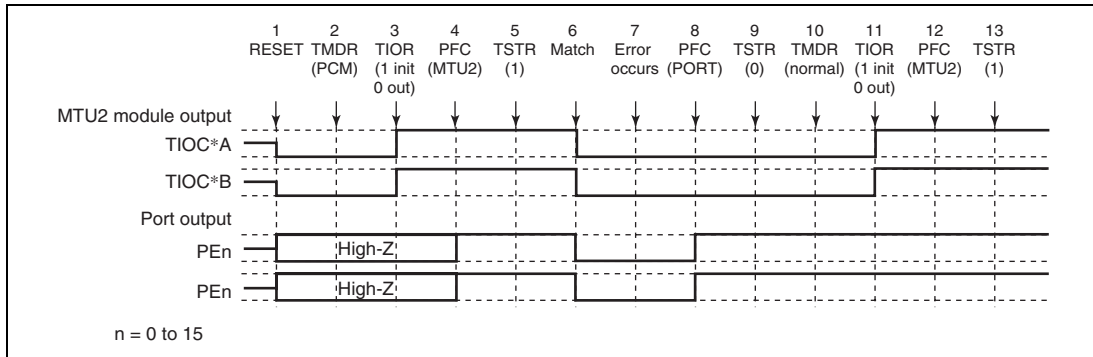 1 2 3 4 5 6 7 8 9 10 11 12 13
RESET TMDR TIOR PFC TSTR Match Error PFC TSTR TMDR TIOR PFC TSTR
(PCM) (1 init (MTU2) (1) occurs (PORT) (0) (normal) (1 init (MTU2) (1)
0 out) 0 out)
MTU2 module output
TIOC*A
TIOC*B
Port output
PEn High-Z
PEn High-Z
n = 0 to 15